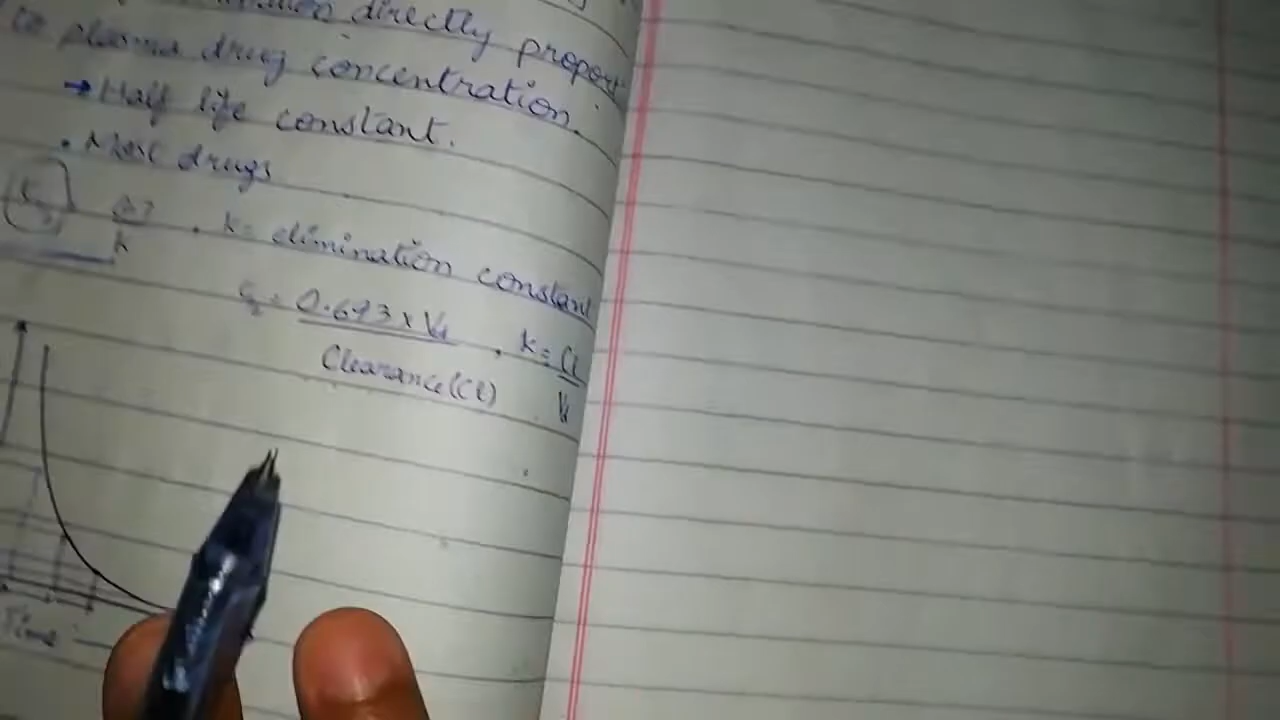 directly proport
to plasma drug concentration.
→ Half life constant.
• Most drugs
k . k = elimination constant
= 0.693 x Vd , k = Cl
Clearance (Cl) Vd
Time